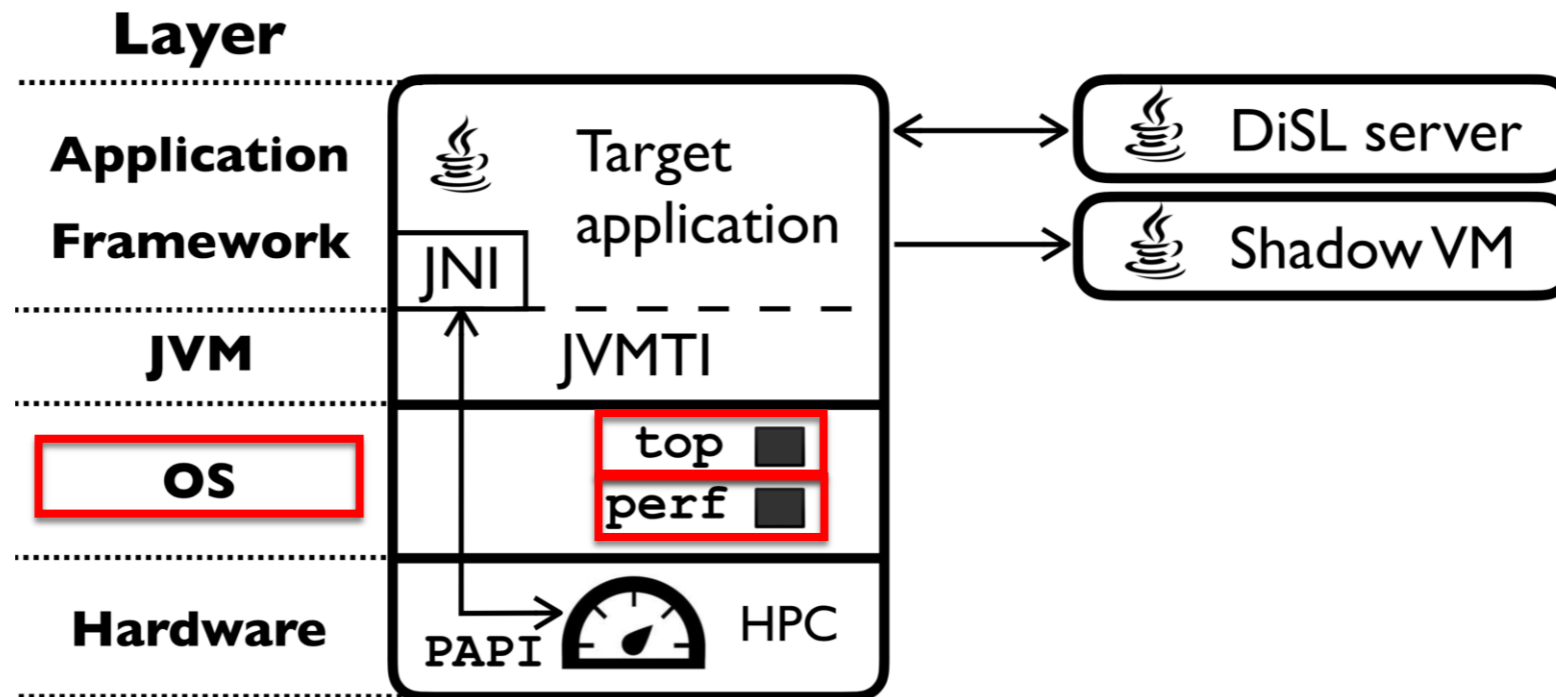 Layer
Application
Framework
JVM
OS
Hardware
Target
application
JNI
JVMTI
top
perf
PAPI
HPC
DiSL server
Shadow VM